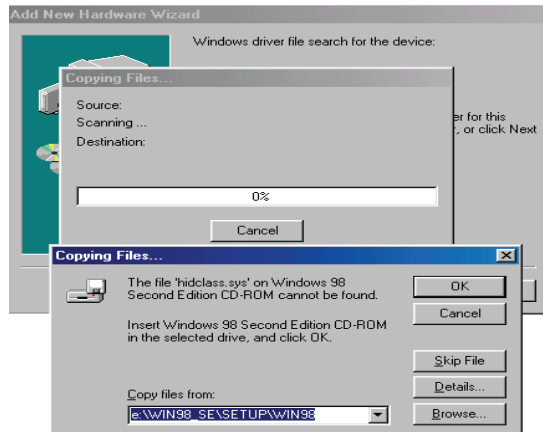 Add New Hardware Wizard
Windows driver file search for the device:
Copying Files...
Source:
Scanning ...
Destination:
er for this
, or click Next
0%
Cancel
Copying Files...
The file 'hidclass.sys' on Windows 98
Second Edition CD-ROM cannot be found.
Insert Windows 98 Second Edition CD-ROM
in the selected drive, and click OK.
OK
Cancel
Skip File
Details...
Browse...
Copy files from:
e:\WIN98_SE\SETUP\WIN98